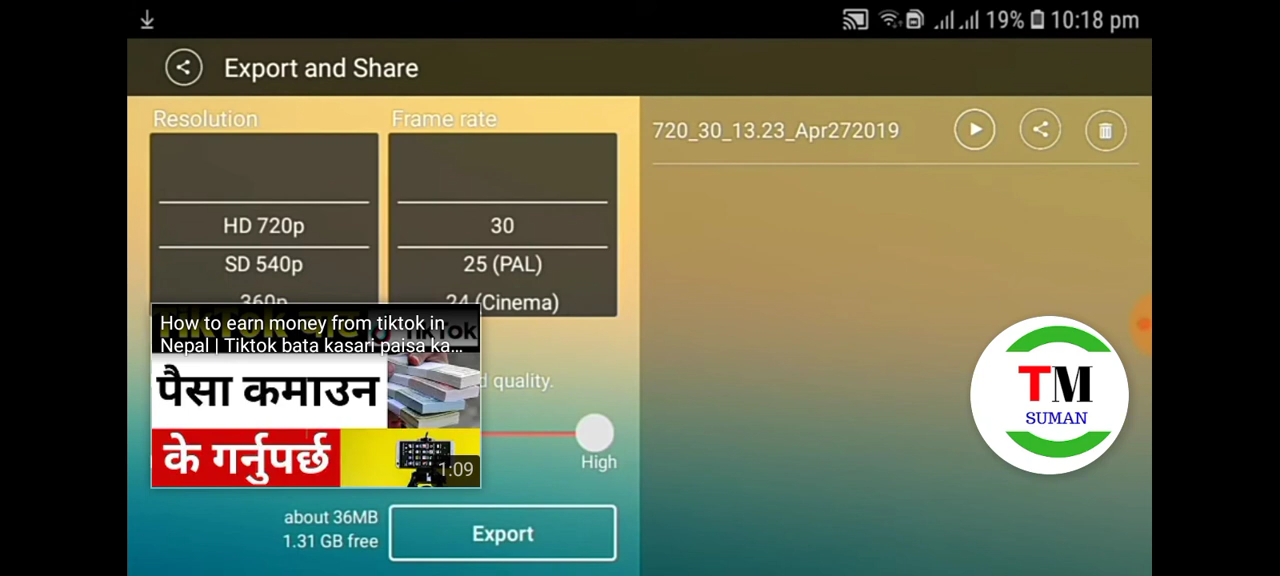 19% 10:18 pm
Export and Share
Resolution
Frame rate
HD 720p
SD 540p
360p
30
25 (PAL)
24 (Cinema)
720_30_13.23_Apr272019
How to earn money from tiktok in
Nepal | Tiktok bata kasari paisa ka...
TikTok
पैसा कमाउन
के गर्नुपर्छ
1:09
quality.
High
about 36MB
1.31 GB free
Export
TM
SUMAN